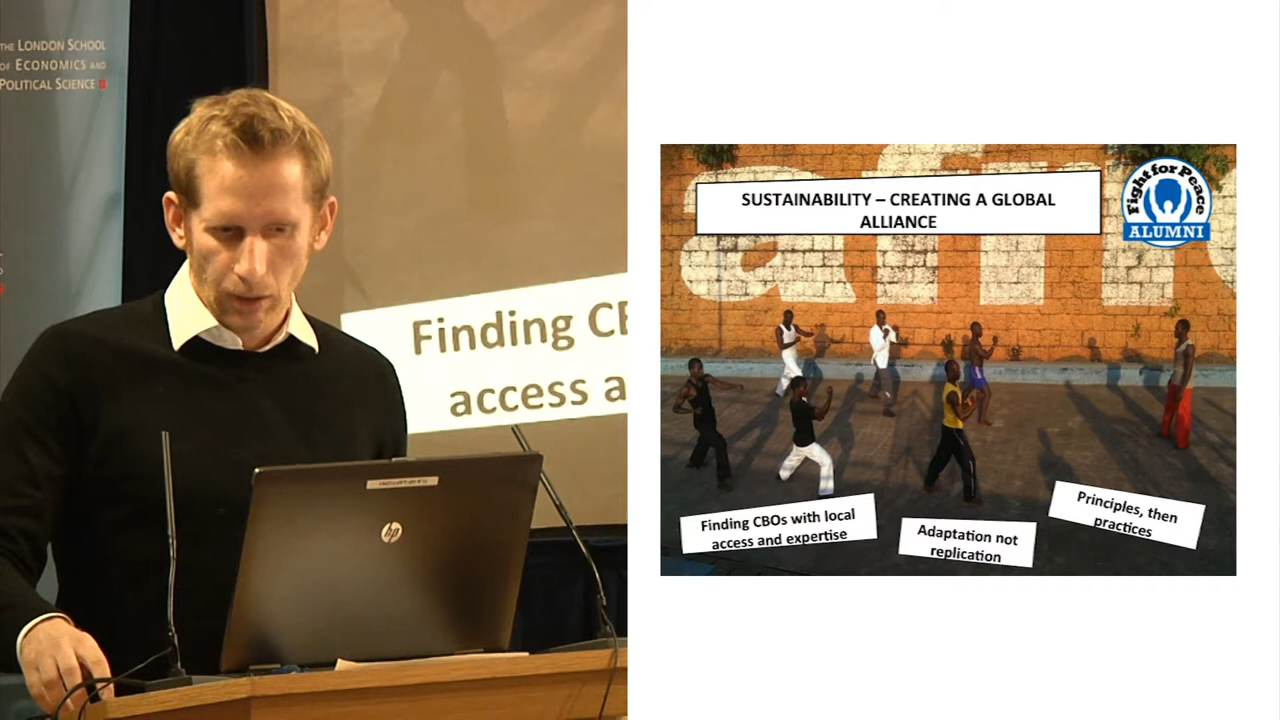 THE LONDON SCHOOL
OF ECONOMICS AND
POLITICAL SCIENCE
Finding
access a
hp
SUSTAINABILITY – CREATING A GLOBAL
ALLIANCE
Fight for Peace
ALUMNI
afri
Finding CBOs with local
access and expertise
Adaptation not
replication
Principles, then
practices